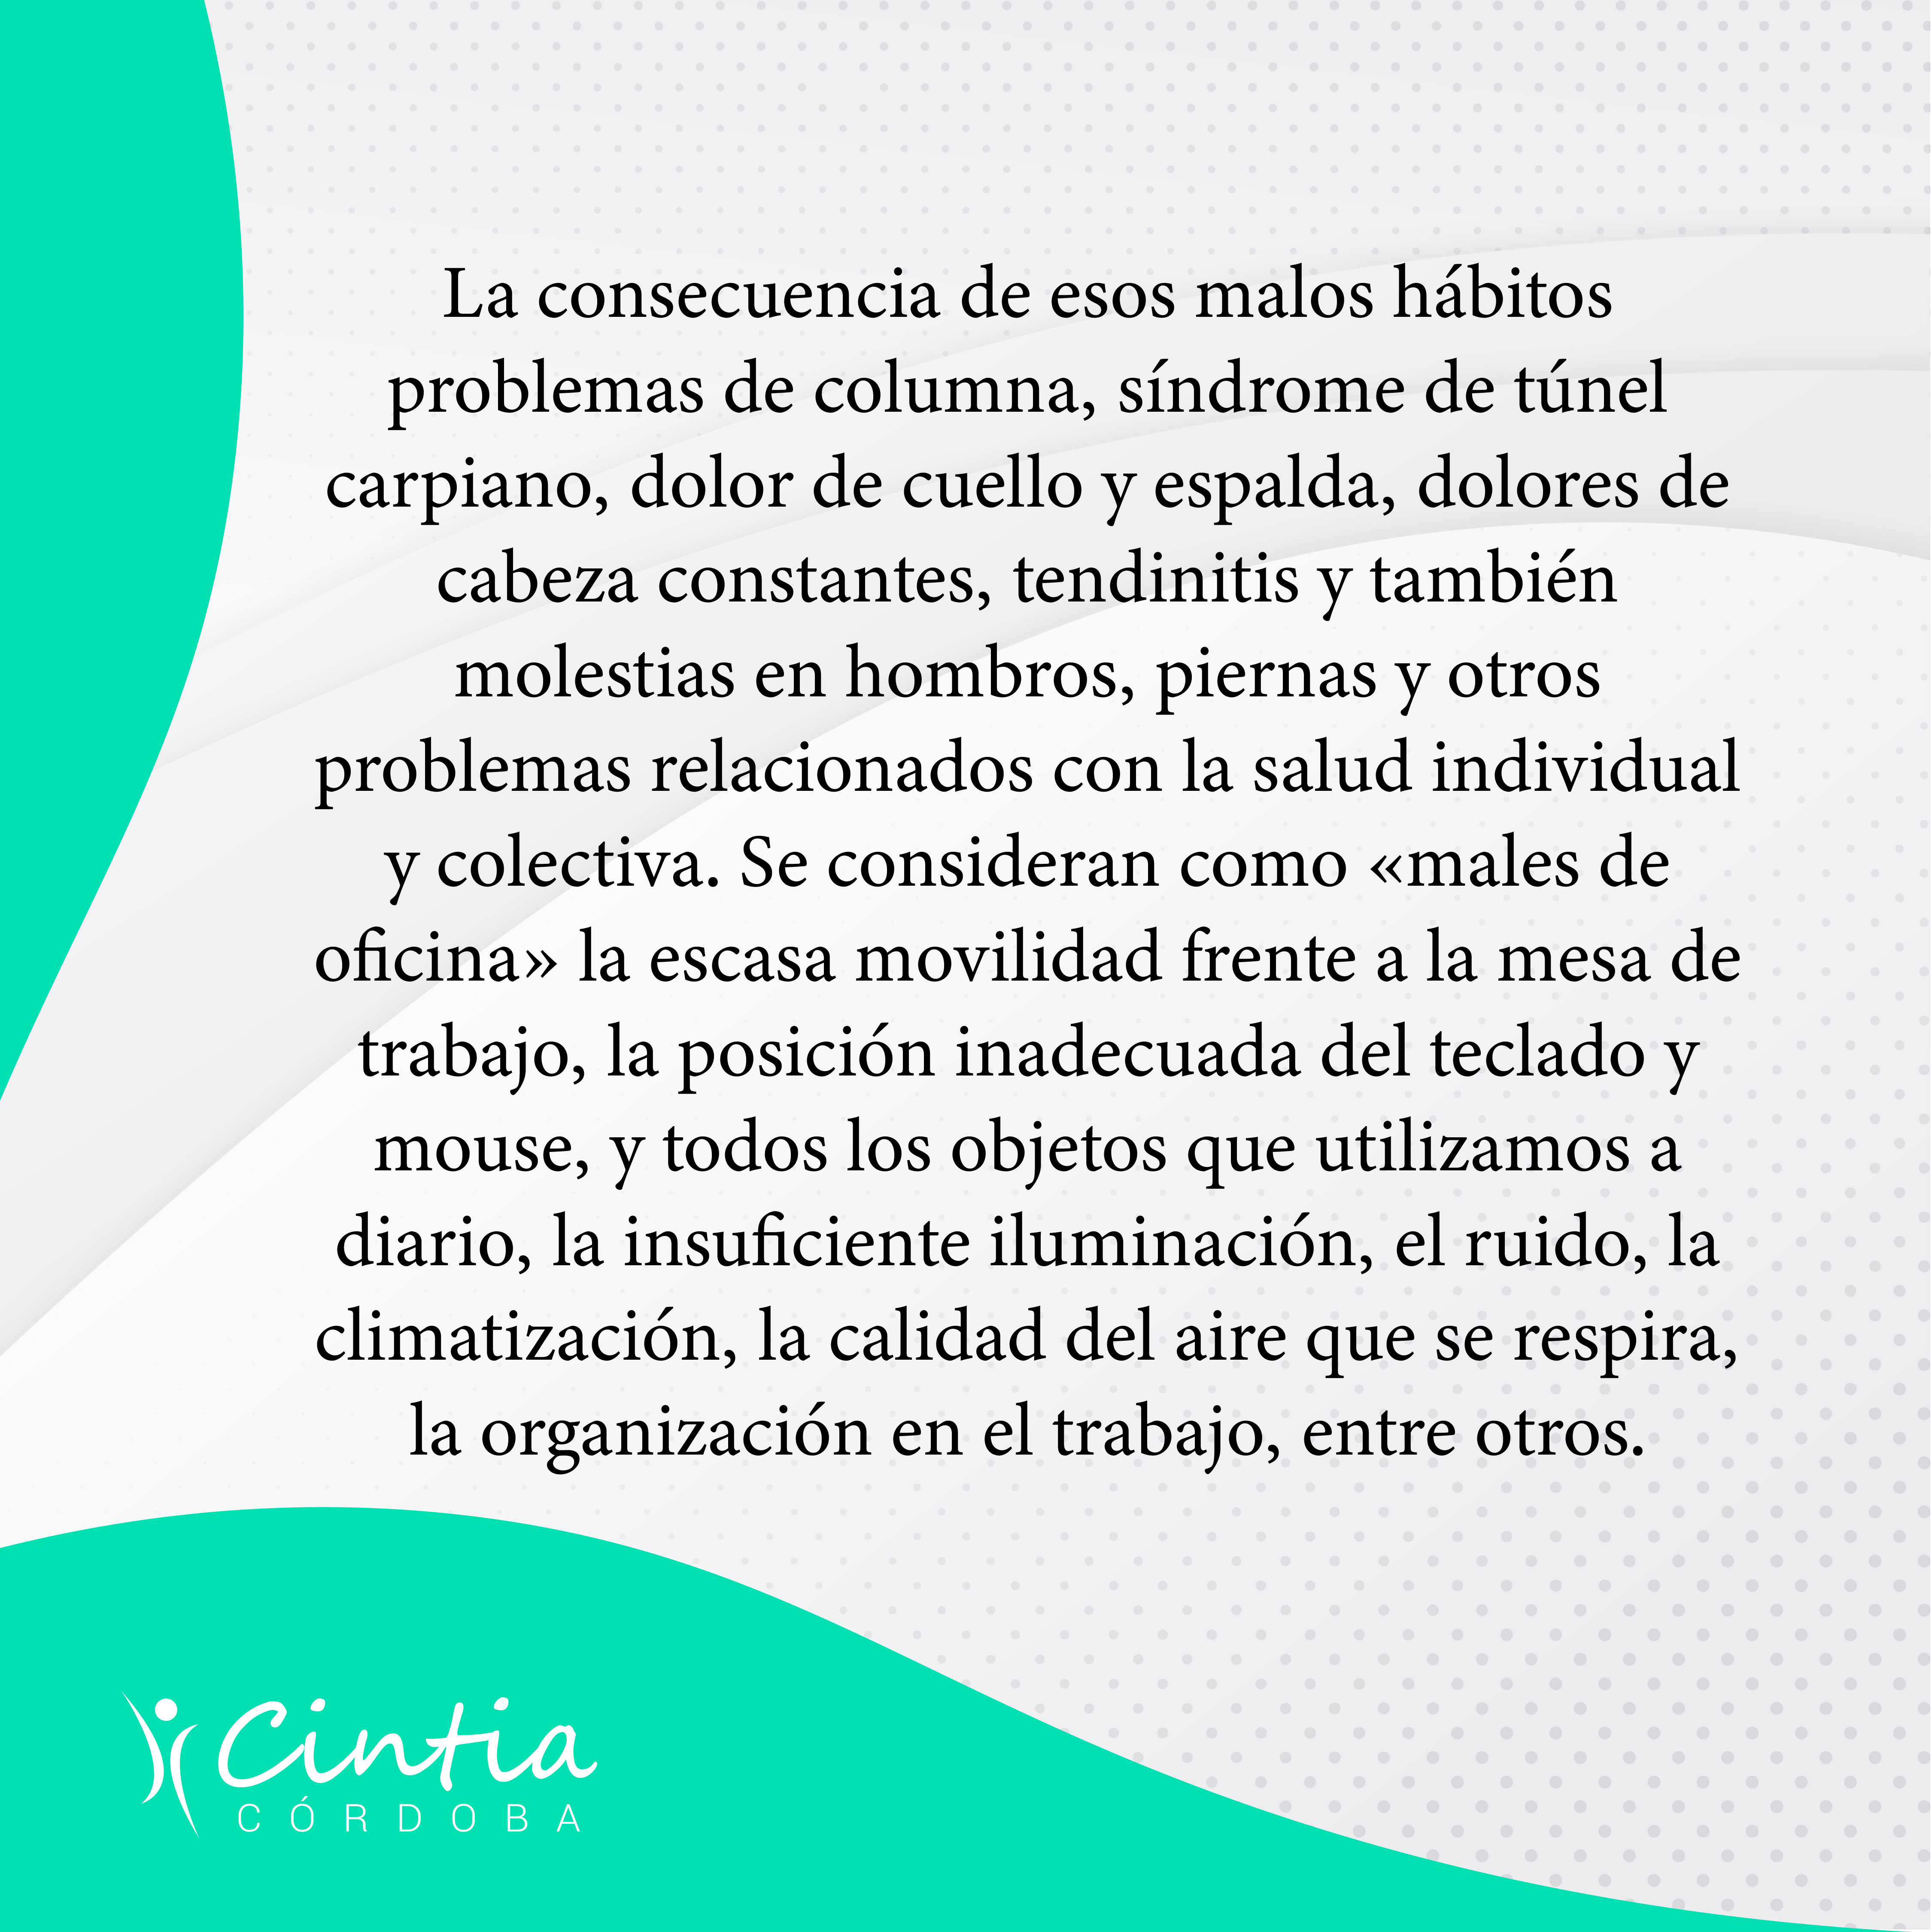 La consecuencia de esos malos hábitos
problemas de columna, síndrome de túnel
carpiano, dolor de cuello y espalda, dolores de
cabeza constantes, tendinitis y también
molestias en hombros, piernas y otros
problemas relacionados con la salud individual
y colectiva. Se consideran como «males de
oficina» la escasa movilidad frente a la mesa de
trabajo, la posición inadecuada del teclado y
mouse, y todos los objetos que utilizamos a
diario, la insuficiente iluminación, el ruido, la
climatización, la calidad del aire que se respira,
la organización en el trabajo, entre otros.
Cintia
CÓRDOBA